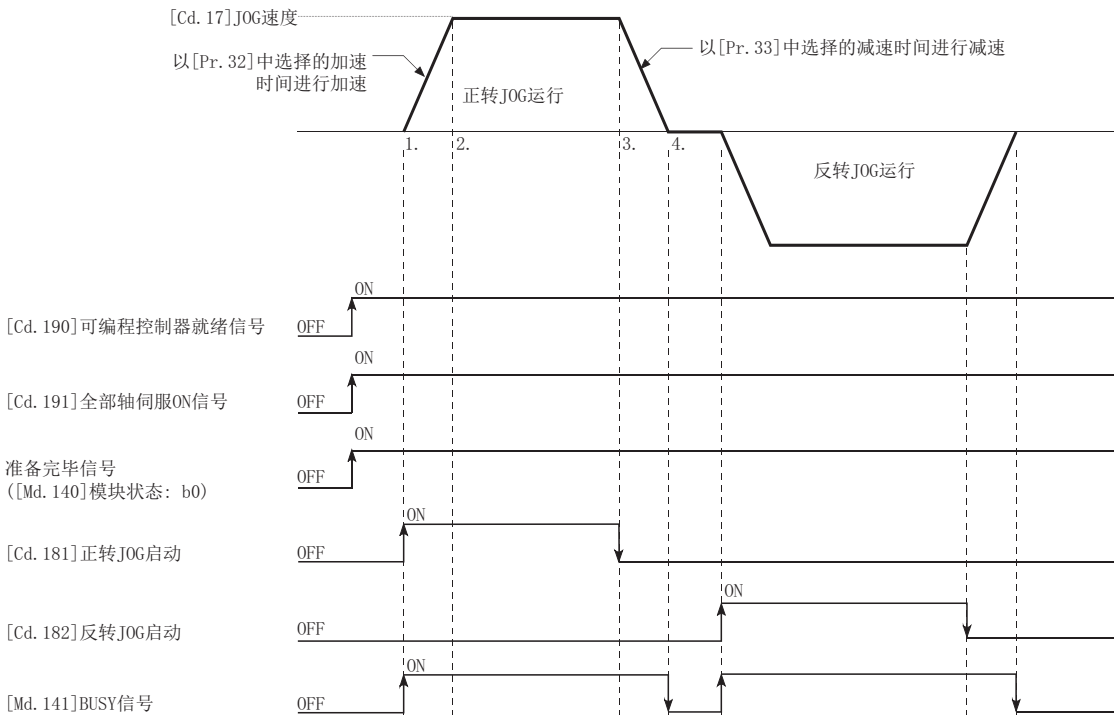 [Cd.17]JOG速度
以[Pr.32]中选择的加速
时间进行加速
以[Pr.33]中选择的减速时间进行减速
正转JOG运行
1.
2.
3.
4.
反转JOG运行
ON
[Cd.190]可编程控制器就绪信号
OFF
ON
[Cd.191]全部轴伺服ON信号
OFF
ON
准备完毕信号
([Md.140]模块状态: b0)
OFF
ON
[Cd.181]正转JOG启动
OFF
ON
[Cd.182]反转JOG启动
OFF
ON
[Md.141]BUSY信号
OFF